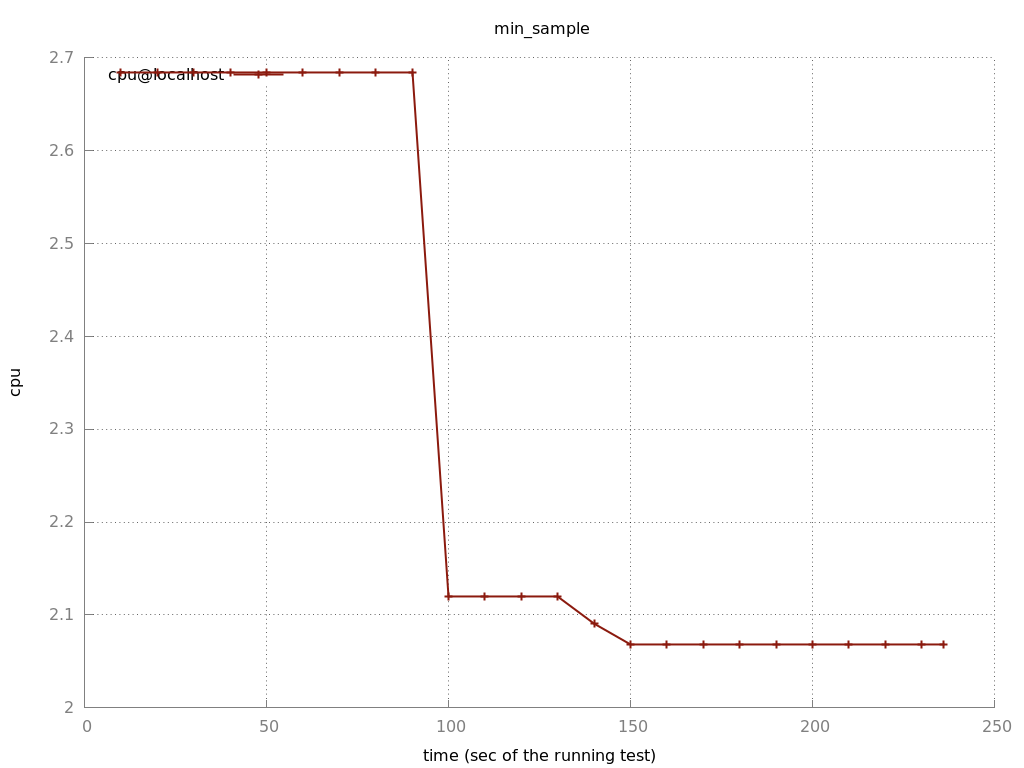 min_sample
2.7
cpu@localhost
2.6
2.5
2.4
cpu
2.3
2.2
2.1
2
0 50 100 150 200 250
time (sec of the running test)